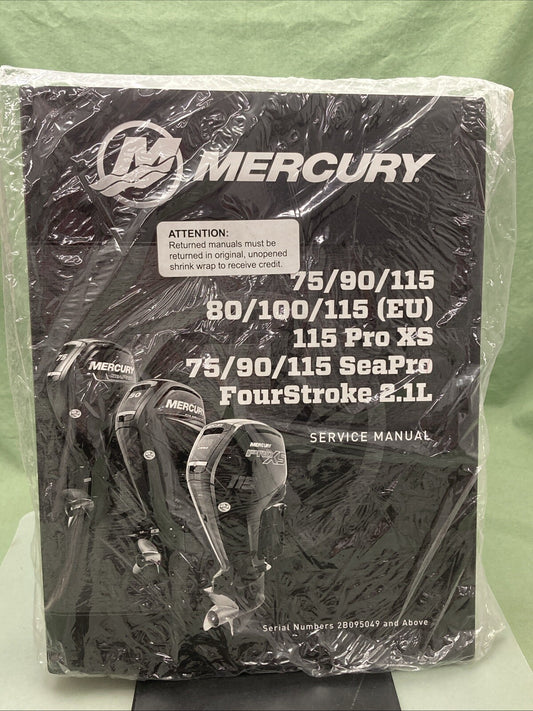 MERCURY
ATTENTION:
Returned manuals must be
returned in original, unopened
shrink wrap to receive credit.
75/90/115
80/100/115 (EU)
115 Pro XS
75/90/115 SeaPro
FourStroke 2.1L
SERVICE MANUAL
MERCURY
MERCURY
PROXS
115
Serial Numbers 2B095049 and Above